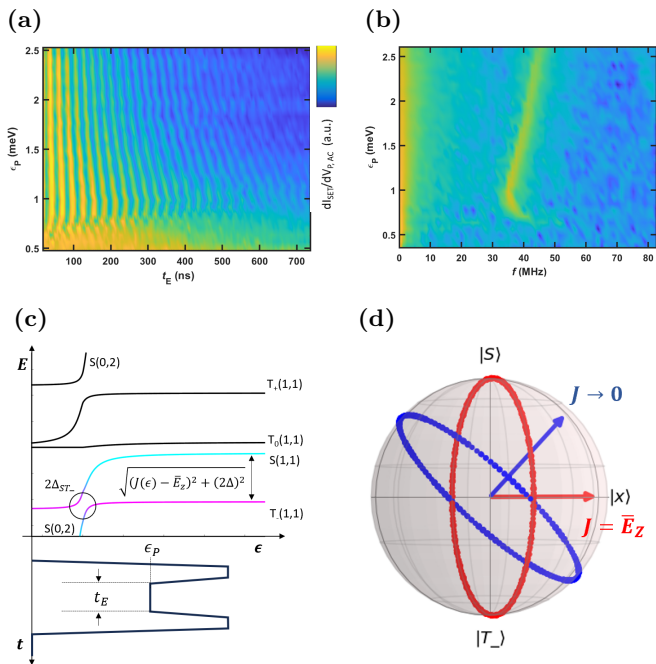 (a)
2.5
2
1.5
1
0.5
ϵP (meV)
100 200 300 400 500 600 700
tE (ns)
dISET/dVP,AC (a.u.)
(b)
2.5
2
1.5
1
0.5
ϵP (meV)
0 10 20 30 40 50 60 70 80
f (MHz)
(c)
E
S(0,2)
T+(1,1)
T0(1,1)
S(1,1)
2ΔST-
√(J(ϵ) − ĒZ)² + (2Δ)²
T-(1,1)
S(0,2)
ϵP
ϵ
tE
t
(d)
|S⟩
J → 0
|x⟩
J = ĒZ
|T_⟩